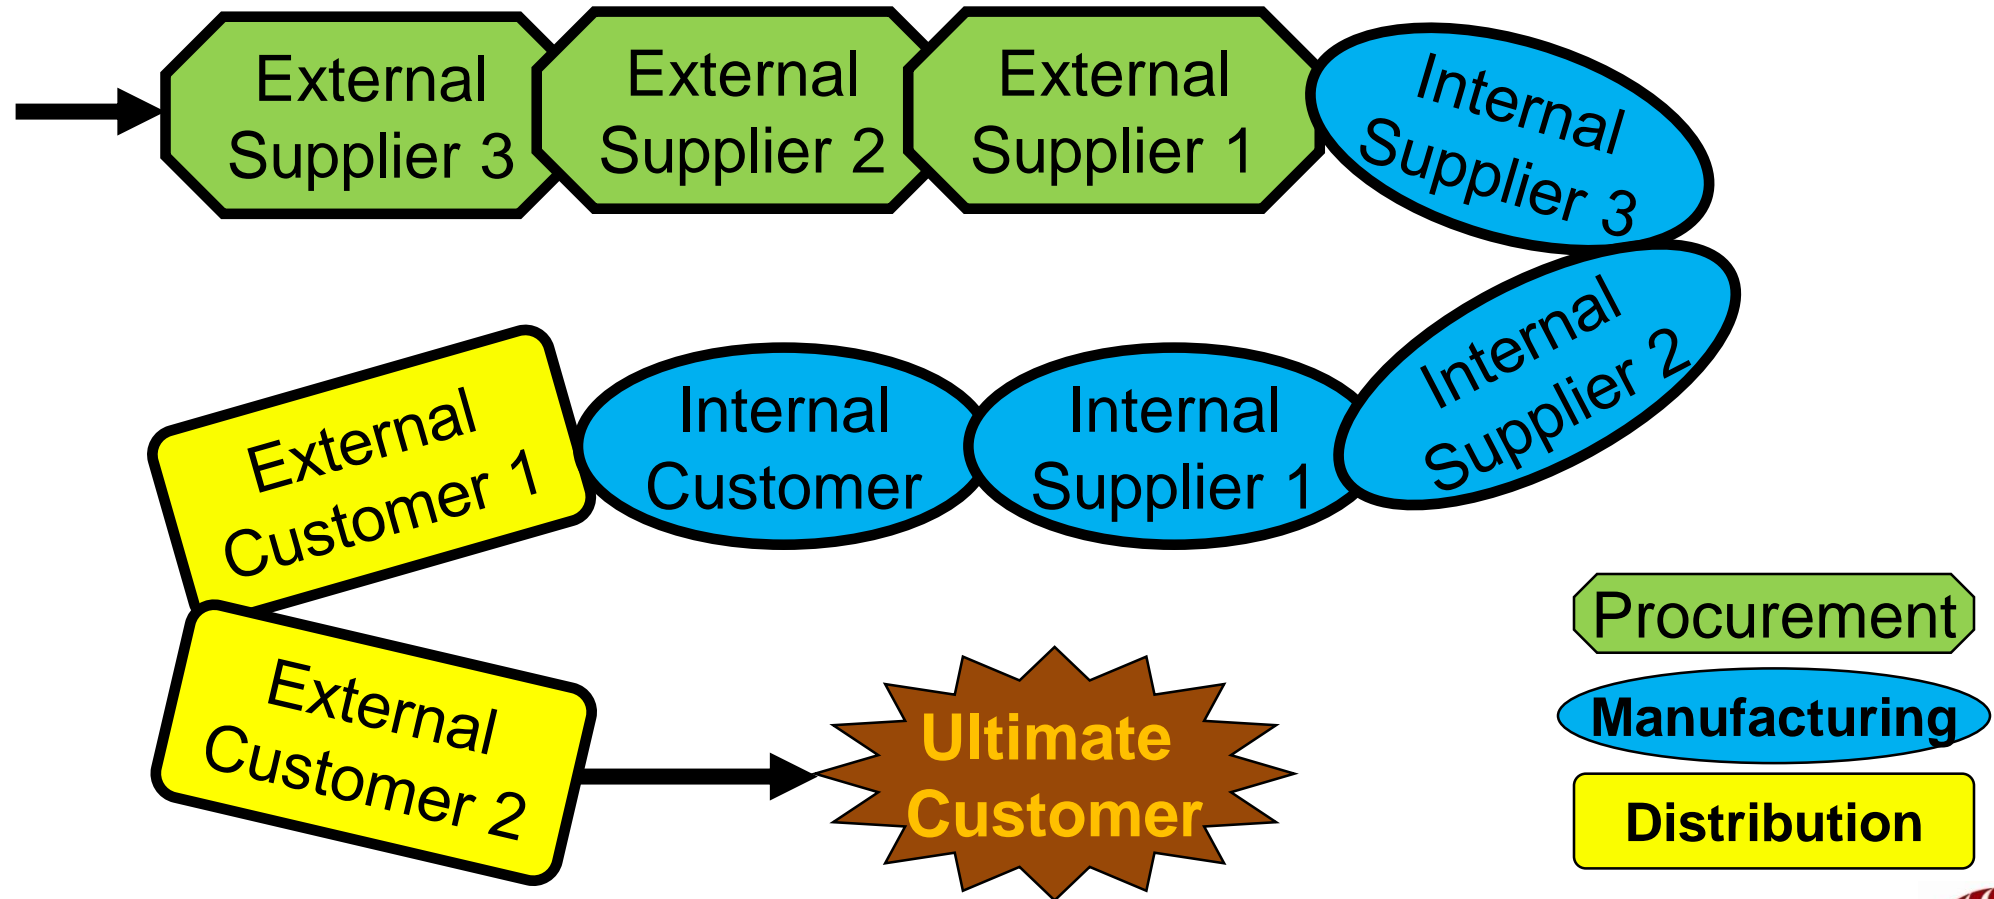 External
Supplier 3
External
Supplier 2
External
Supplier 1
Internal
Supplier 3
Internal
Supplier 2
Internal
Supplier 1
Internal
Customer
External
Customer 1
External
Customer 2
Ultimate
Customer
Procurement
Manufacturing
Distribution